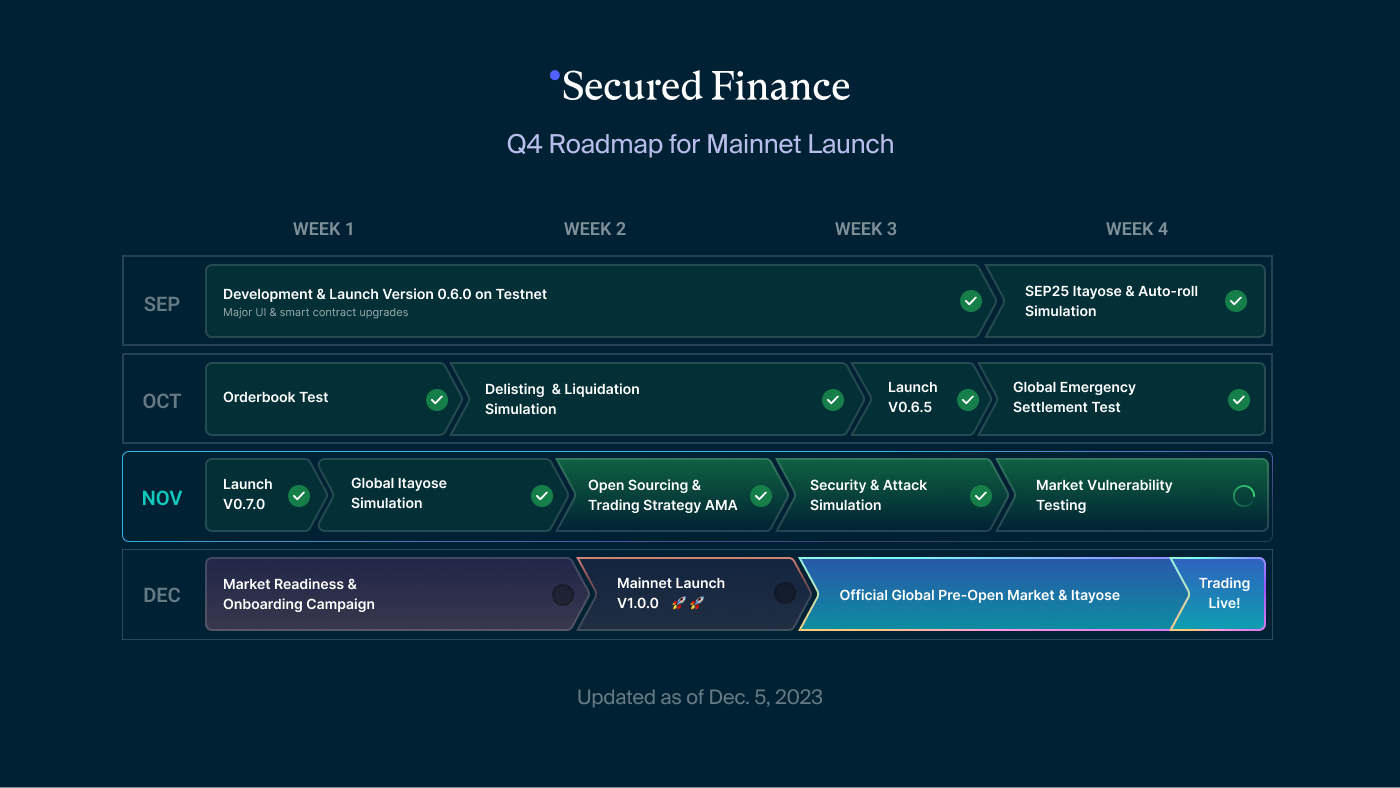 Secured Finance
Q4 Roadmap for Mainnet Launch
WEEK 1
WEEK 2
WEEK 3
WEEK 4
SEP
Development & Launch Version 0.6.0 on Testnet
Major UI & smart contract upgrades
SEP25 Itayose & Auto-roll
Simulation
OCT
Orderbook Test
Delisting & Liquidation
Simulation
Launch
V0.6.5
Global Emergency
Settlement Test
NOV
Launch
V0.7.0
Global Itayose
Simulation
Open Sourcing &
Trading Strategy AMA
Security & Attack
Simulation
Market Vulnerability
Testing
DEC
Market Readiness &
Onboarding Campaign
Mainnet Launch
V1.0.0 🚀🚀
Official Global Pre-Open Market & Itayose
Trading
Live!
Updated as of Dec. 5, 2023